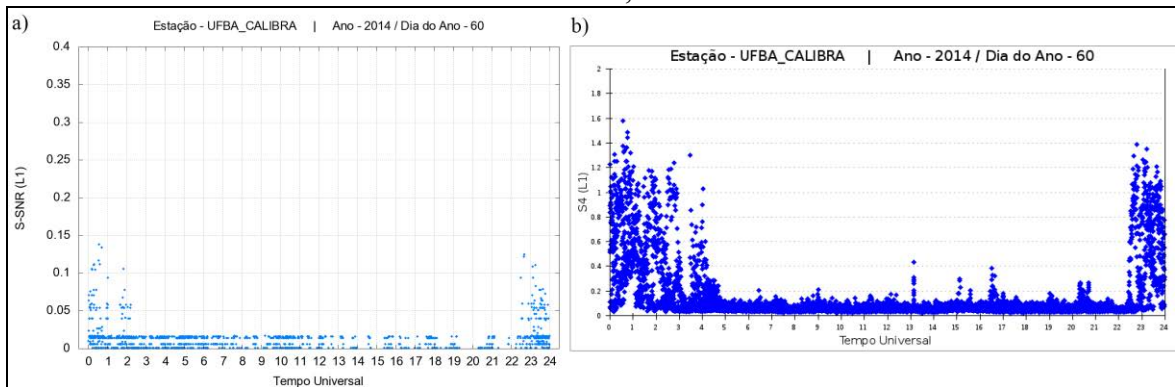 a)
Estação - UFBA_CALIBRA | Ano - 2014 / Dia do Ano - 60
S-SNR (L1)
0.4
0.35
0.3
0.25
0.2
0.15
0.1
0.05
0
0 1 2 3 4 5 6 7 8 9 10 11 12 13 14 15 16 17 18 19 20 21 22 23 24
Tempo Universal
b)
Estação - UFBA_CALIBRA | Ano - 2014 / Dia do Ano - 60
S4 (L1)
2
1.8
1.6
1.4
1.2
1
0.8
0.6
0.4
0.2
0
0 1 2 3 4 5 6 7 8 9 10 11 12 13 14 15 16 17 18 19 20 21 22 23 24
Tempo Universal